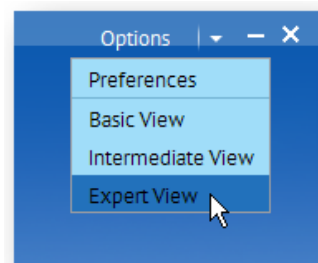 Options
Preferences
Basic View
Intermediate View
Expert View